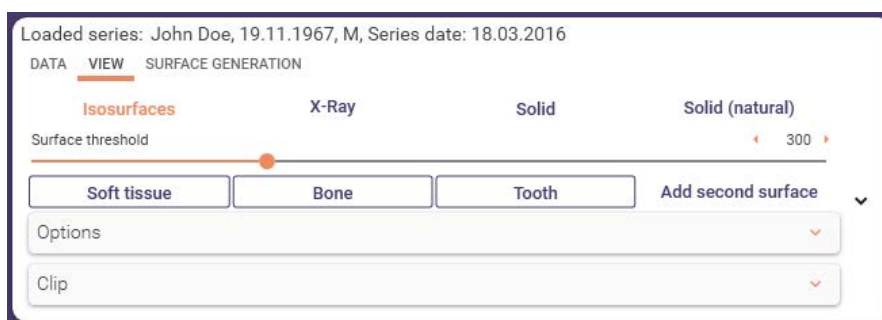 Loaded series: John Doe, 19.11.1967, M, Series date: 18.03.2016
DATA VIEW SURFACE GENERATION
Isosurfaces X-Ray Solid Solid (natural)
Surface threshold 300
Soft tissue Bone Tooth Add second surface
Options
Clip